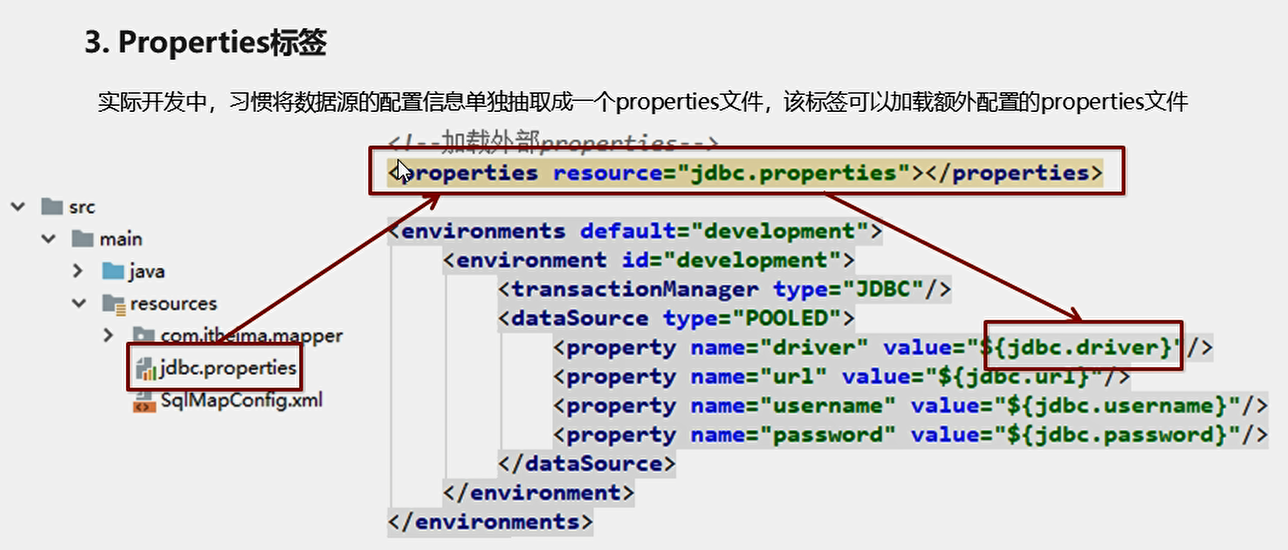 3. Properties标签
实际开发中，习惯将数据源的配置信息单独抽取成一个properties文件，该标签可以加载额外配置的properties文件
<!--加载外部properties-->
<properties resource="jdbc.properties"></properties>
src
main
java
resources
com.itheima.mapper
jdbc.properties
SqlMapConfig.xml
<environments default="development">
<environment id="development">
<transactionManager type="JDBC"/>
<dataSource type="POOLED">
<property name="driver" value="${jdbc.driver}"/>
<property name="url" value="${jdbc.url}"/>
<property name="username" value="${jdbc.username}"/>
<property name="password" value="${jdbc.password}"/>
</dataSource>
</environment>
</environments>